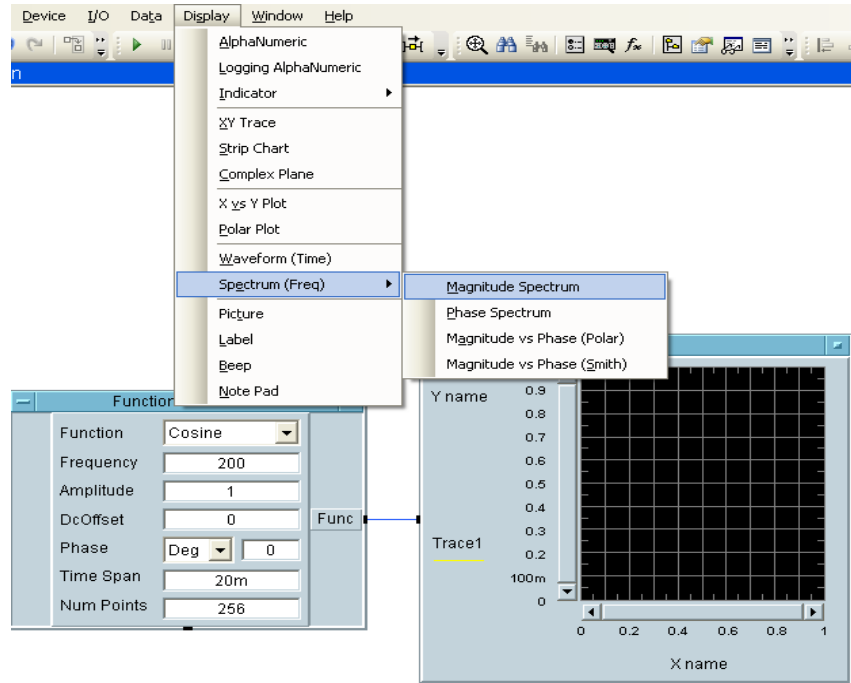 Device I/O Data Display Window Help
n
AlphaNumeric
Logging AlphaNumeric
Indicator
XY Trace
Strip Chart
Complex Plane
X vs Y Plot
Polar Plot
Waveform (Time)
Spectrum (Freq)
Picture
Label
Beep
Note Pad
Magnitude Spectrum
Phase Spectrum
Magnitude vs Phase (Polar)
Magnitude vs Phase (Smith)
Function Cosine
Frequency 200
Amplitude 1
DcOffset 0
Phase Deg 0
Time Span 20m
Num Points 256
Func
Y name
Trace1
0.9
0.8
0.7
0.6
0.5
0.4
0.3
0.2
100m
0
0 0.2 0.4 0.6 0.8 1
X name